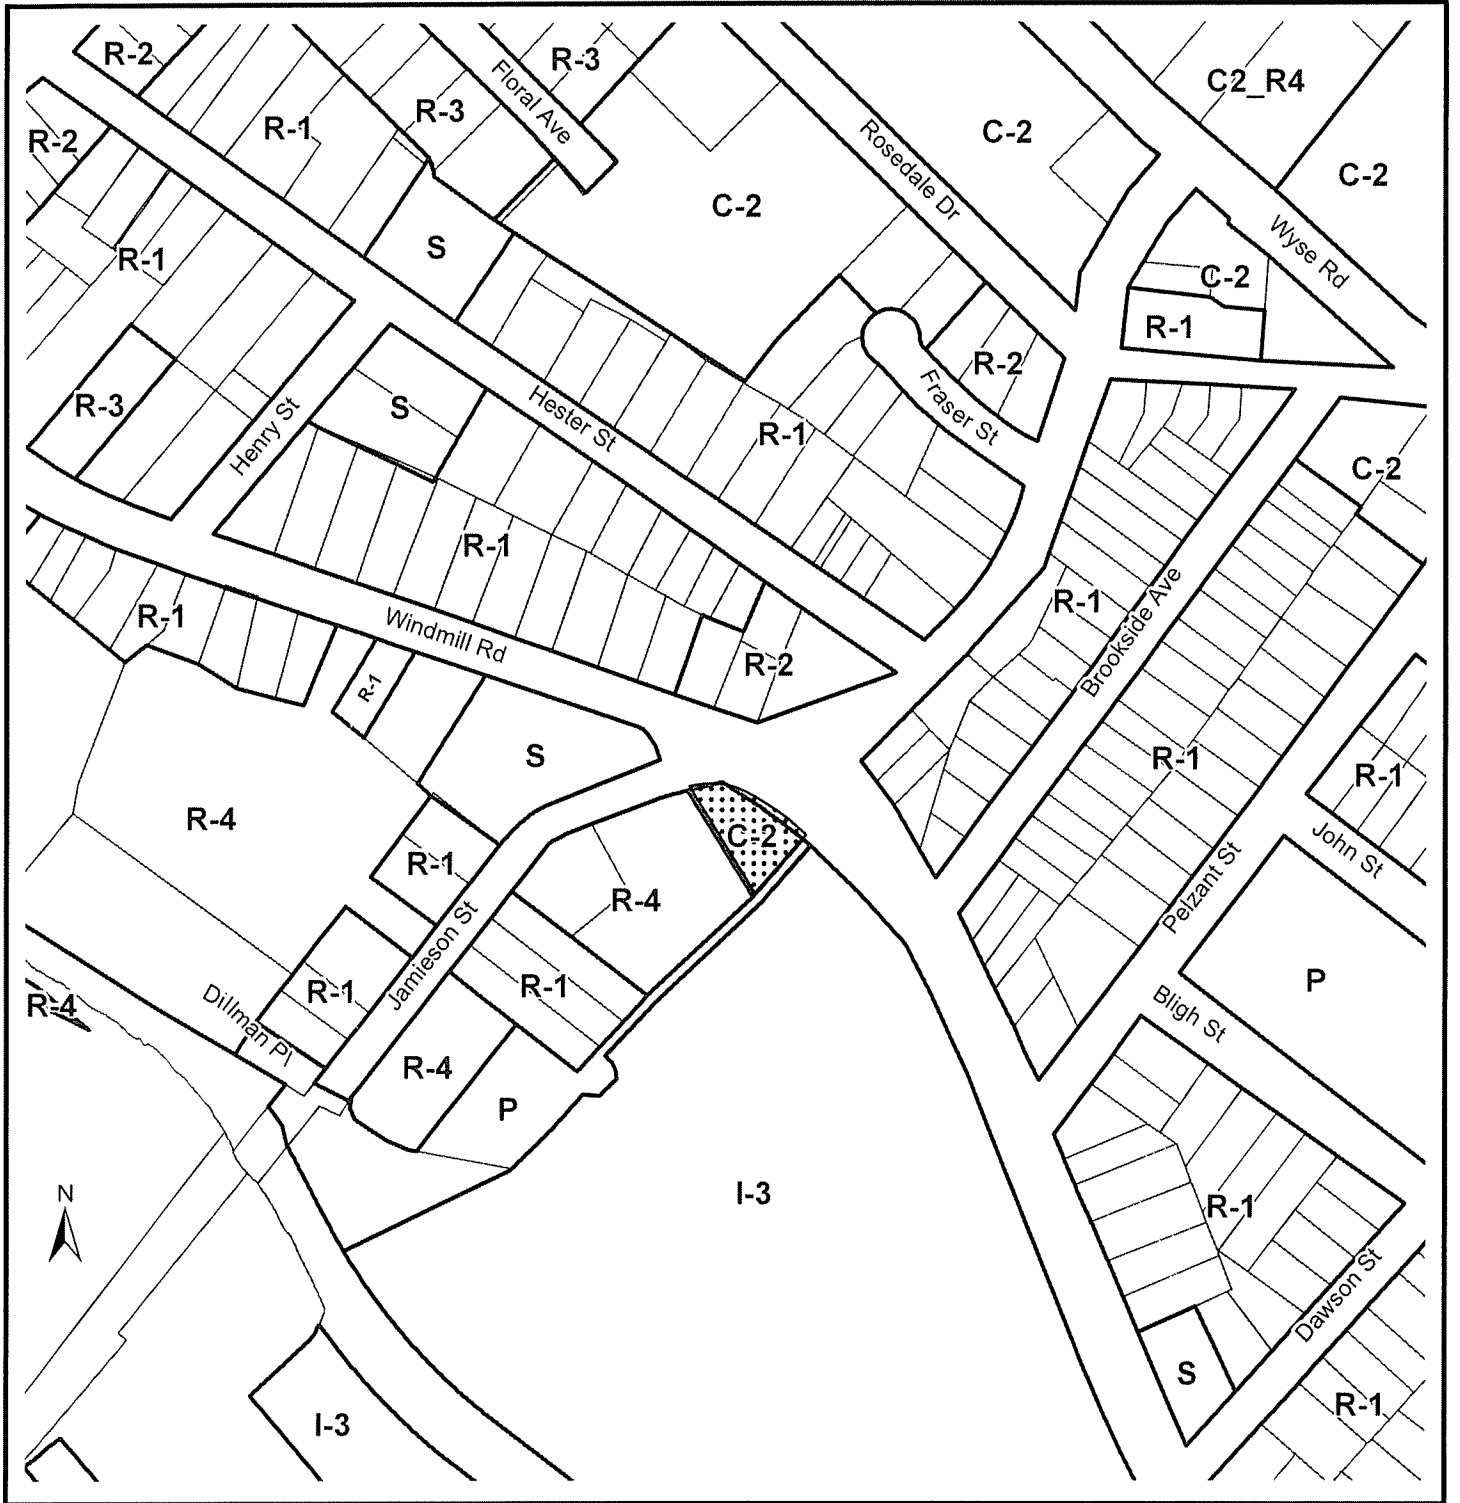 R-2
R-3
C2_R4
Floral Ave
R-3
R-1
C-2
R-2
Rosedale Dr
C-2
C-2
S
R-1
Wyse Rd
C-2
R-1
R-2
R-3
S
Henry St
Hester St
Fraser St
R-1
C-2
R-1
R-1
R-1
Brookside Ave
Windmill Rd
R-2
R-1
S
R-1
R-1
R-4
C-2
John St
R-1
R-4
Pelzant St
Jamieson St
R-1
R-1
P
R-4
Dillman Pl
Bligh St
R-4
P
I-3
N
R-1
Dawson St
S
R-1
I-3